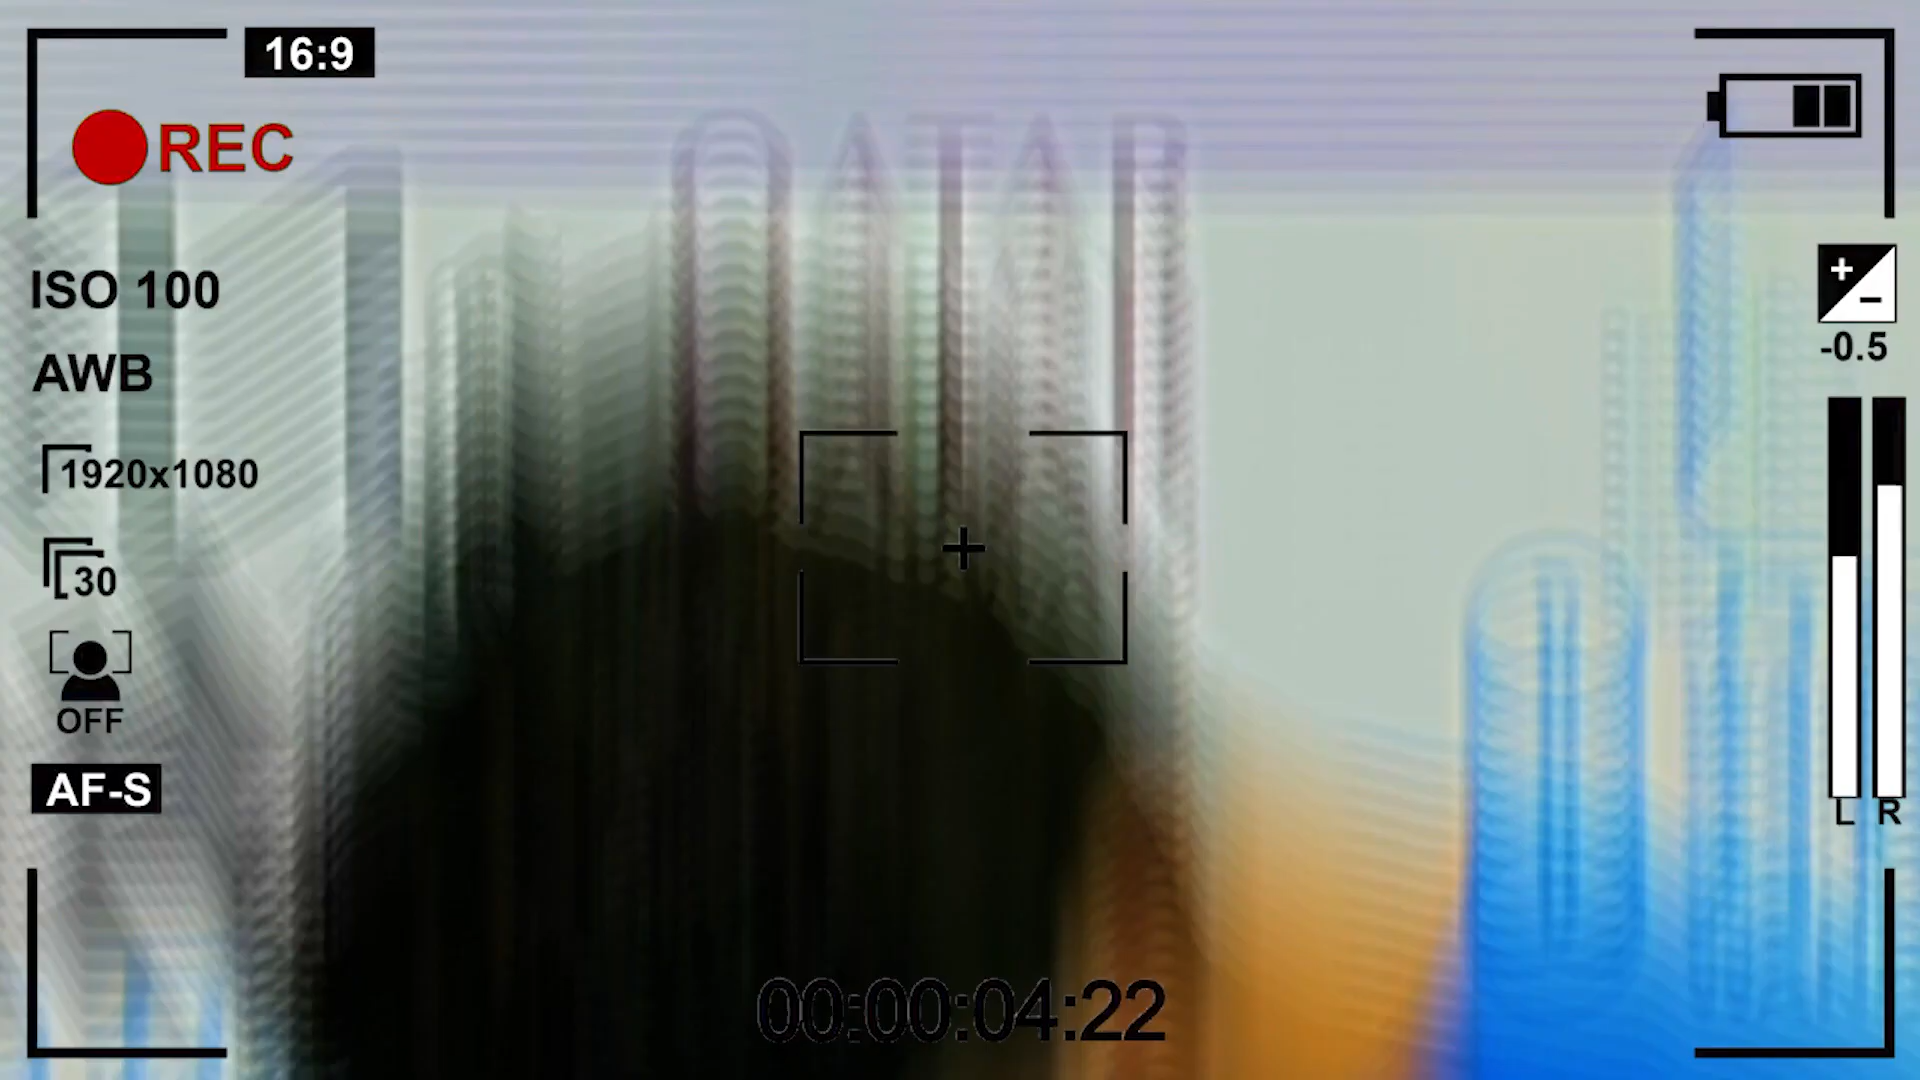 16:9
REC
ISO 100
AWB
1920x1080
30
OFF
AF-S
QATAR
-0.5
L R
00:00:04:22